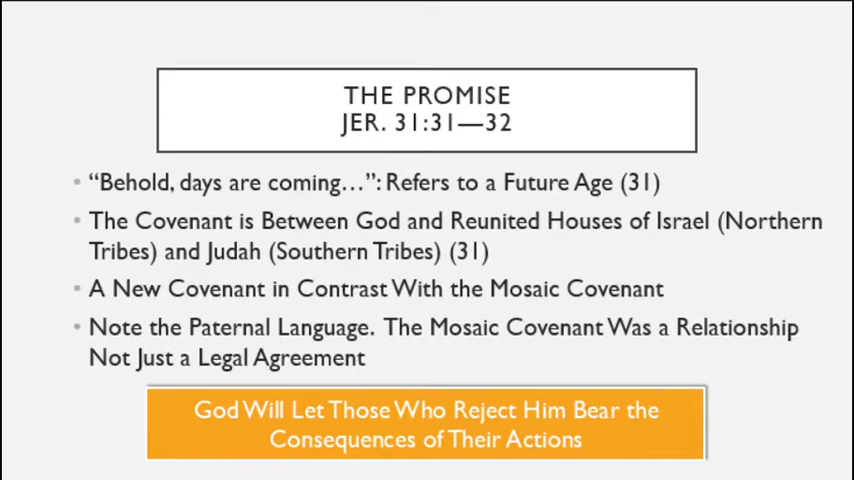 THE PROMISE
JER. 31:31—32
• “Behold, days are coming…”: Refers to a Future Age (31)
• The Covenant is Between God and Reunited Houses of Israel (Northern
Tribes) and Judah (Southern Tribes) (31)
• A New Covenant in Contrast With the Mosaic Covenant
• Note the Paternal Language. The Mosaic Covenant Was a Relationship
Not Just a Legal Agreement
God Will Let Those Who Reject Him Bear the
Consequences of Their Actions